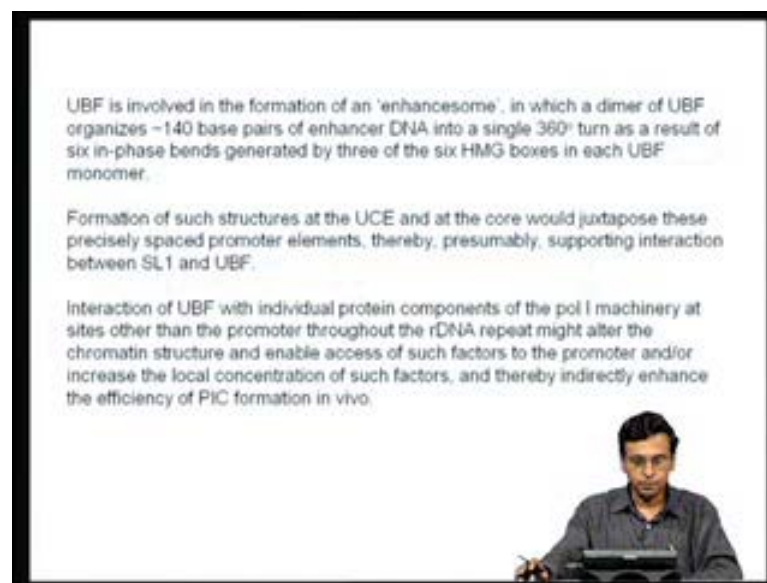 UBF is involved in the formation of an 'enhancesome', in which a dimer of UBF
organizes ~140 base pairs of enhancer DNA into a single 360° turn as a result of
six in-phase bends generated by three of the six HMG boxes in each UBF
monomer.
Formation of such structures at the UCE and at the core would juxtapose these
precisely spaced promoter elements, thereby, presumably, supporting interaction
between SL1 and UBF.
Interaction of UBF with individual protein components of the pol I machinery at
sites other than the promoter throughout the rDNA repeat might alter the
chromatin structure and enable access of such factors to the promoter and/or
increase the local concentration of such factors, and thereby indirectly enhance
the efficiency of PIC formation in vivo.